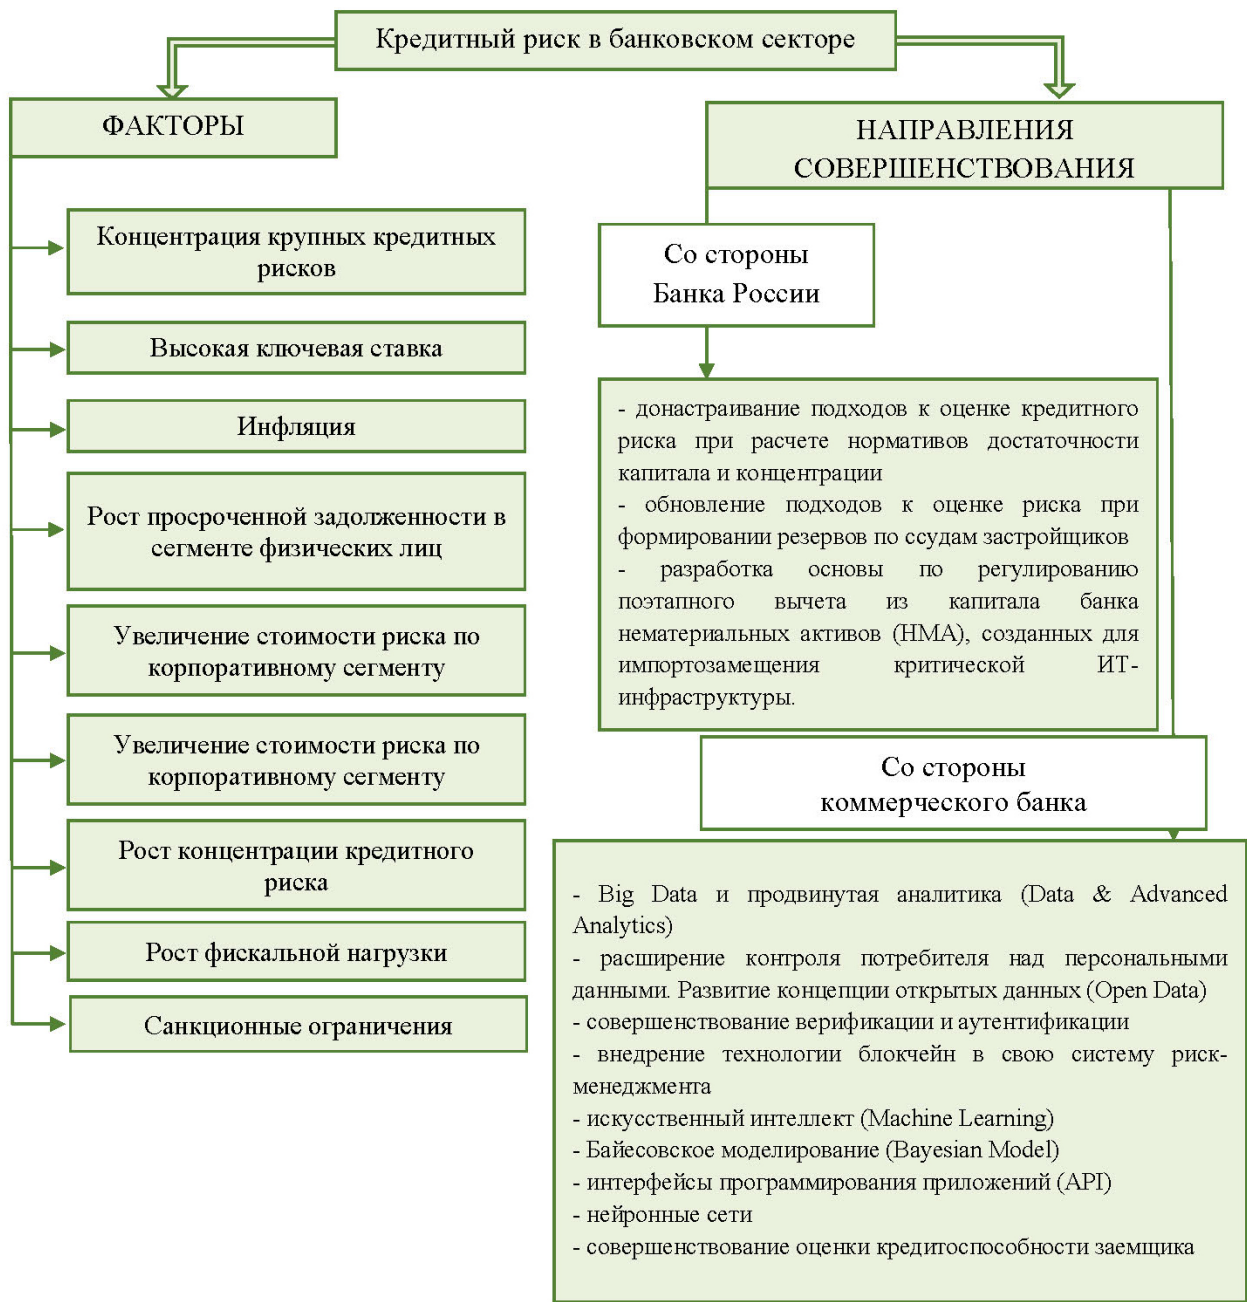 Кредитный риск в банковском секторе
ФАКТОРЫ
Концентрация крупных кредитных
рисков
Высокая ключевая ставка
Инфляция
Рост просроченной задолженности в
сегменте физических лиц
Увеличение стоимости риска по
корпоративному сегменту
Увеличение стоимости риска по
корпоративному сегменту
Рост концентрации кредитного
риска
Рост фискальной нагрузки
Санкционные ограничения
НАПРАВЛЕНИЯ
СОВЕРШЕНСТВОВАНИЯ
Со стороны
Банка России
- донастраивание подходов к оценке кредитного
риска при расчете нормативов достаточности
капитала и концентрации
- обновление подходов к оценке риска при
формировании резервов по ссудам застройщиков
- разработка основы по регулированию
поэтапного вычета из капитала банка
нематериальных активов (НМА), созданных для
импортозамещения критической ИТ-
инфраструктуры.
Со стороны
коммерческого банка
- Big Data и продвинутая аналитика (Data & Advanced
Analytics)
- расширение контроля потребителя над персональными
данными. Развитие концепции открытых данных (Open Data)
- совершенствование верификации и аутентификации
- внедрение технологии блокчейн в свою систему риск-
менеджмента
- искусственный интеллект (Machine Learning)
- Байесовское моделирование (Bayesian Model)
- интерфейсы программирования приложений (API)
- нейронные сети
- совершенствование оценки кредитоспособности заемщика